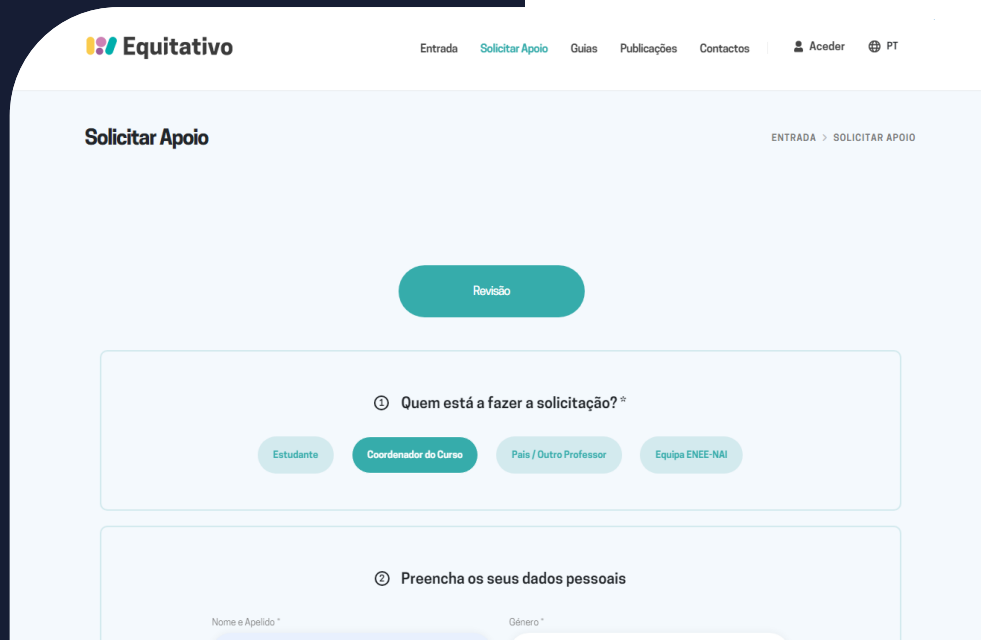 Equitativo
Entrada Solicitar Apoio Guias Publicações Contactos Aceder PT
Solicitar Apoio
ENTRADA > SOLICITAR APOIO
Revisão
1 Quem está a fazer a solicitação? *
Estudante Coordenador do Curso Pais / Outro Professor Equipa ENEE-NAI
2 Preencha os seus dados pessoais
Nome e Apelido * Género *